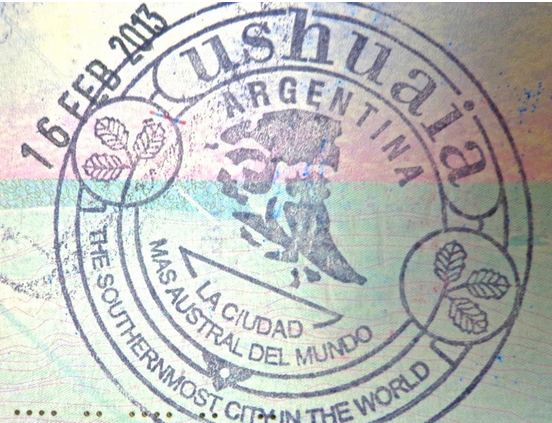 16 FEB 2013
ushuaia
ARGENTINA
LA CIUDAD
MAS AUSTRAL DEL MUNDO
THE SOUTHERNMOST CITY IN THE WORLD